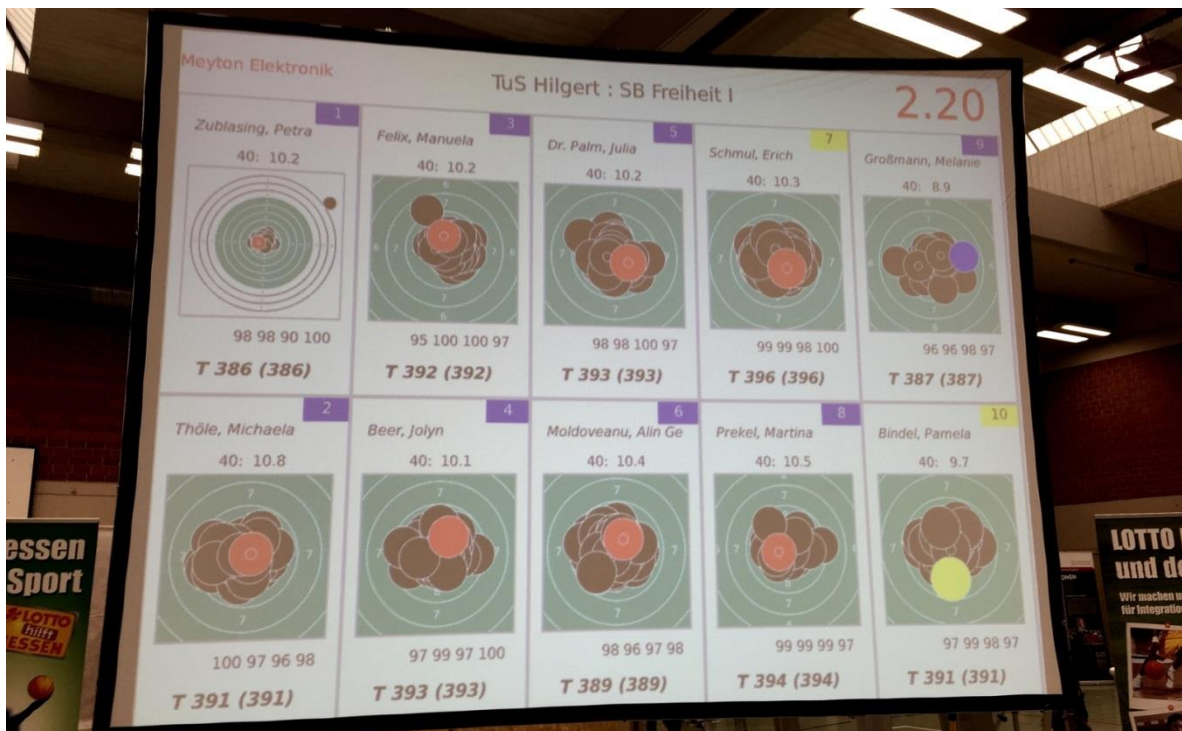 Meyton Elektronik
TuS Hilgert : SB Freiheit I
2.20
1
Zublasing, Petra
40: 10.2
98 98 90 100
T 386 (386)
3
Felix, Manuela
40: 10.2
95 100 100 97
T 392 (392)
5
Dr. Palm, Julia
40: 10.2
98 98 100 97
T 393 (393)
7
Schmul, Erich
40: 10.3
99 99 98 100
T 396 (396)
9
Großmann, Melanie
40: 8.9
96 96 98 97
T 387 (387)
2
Thöle, Michaela
40: 10.8
100 97 96 98
T 391 (391)
4
Beer, Jolyn
40: 10.1
97 99 97 100
T 393 (393)
6
Moldoveanu, Alin Ge
40: 10.4
98 96 97 98
T 389 (389)
8
Prekel, Martina
40: 10.5
99 99 99 97
T 394 (394)
10
Bindel, Pamela
40: 9.7
97 99 98 97
T 391 (391)
essen
Sport
LOTTO
hilft
ESSEN
LOTTO
und de
Wir machen u
für Integratio